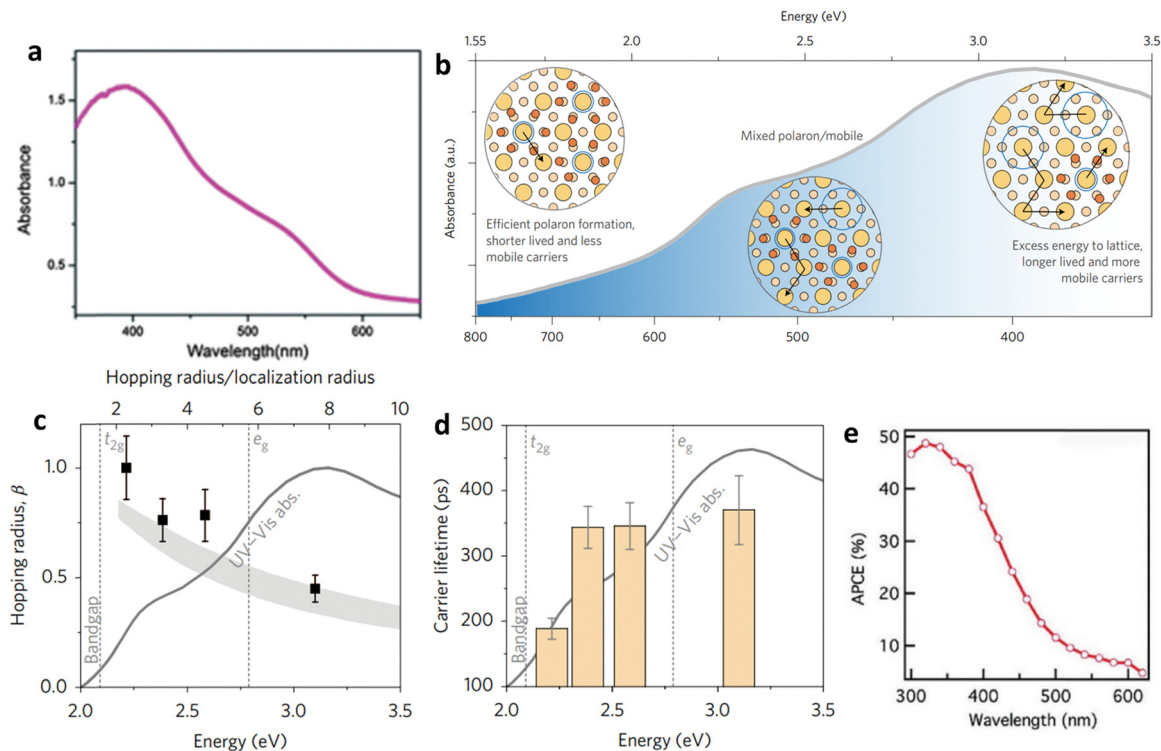 a
Absorbance
1.5
1.0
0.5
400
500
600
Wavelength(nm)
b
Energy (eV)
1.55
2.0
2.5
3.1
3.5
Absorbance (a.u.)
Efficient polaron formation,
shorter lived and less
mobile carriers
Mixed polaron/mobile
Excess energy to lattice,
longer lived and more
mobile carriers
800
700
600
500
400
Wavelength (nm)
c
Hopping radius/localization radius
2
4
6
8
10
Hopping radius, β
1.0
0.5
0.0
Bandgap
t2g
UV–Vis abs.
eg
2.0
2.5
3.0
3.5
Energy (eV)
d
Carrier lifetime (ps)
500
400
300
200
100
Bandgap
t2g
UV–Vis abs.
eg
2.0
2.5
3.0
3.5
Energy (eV)
e
APCE (%)
50
40
30
20
10
300
400
500
600
Wavelength (nm)